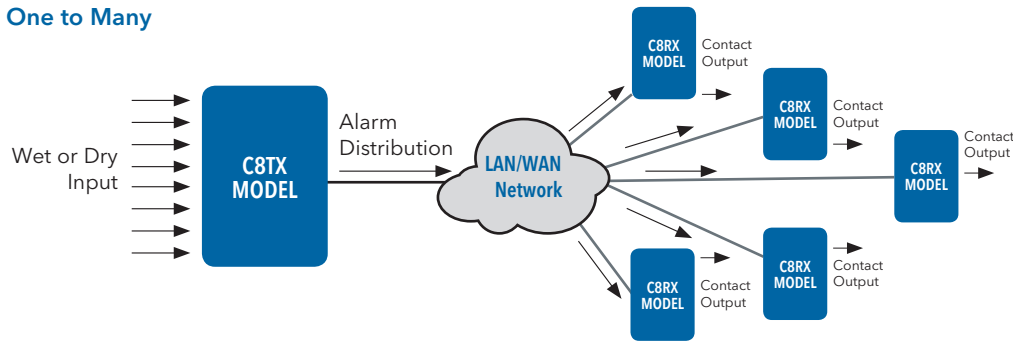 One to Many
Wet or Dry
Input
C8TX
MODEL
Alarm
Distribution
LAN/WAN
Network
C8RX
MODEL
Contact
Output
C8RX
MODEL
Contact
Output
C8RX
MODEL
Contact
Output
C8RX
MODEL
Contact
Output
C8RX
MODEL
Contact
Output